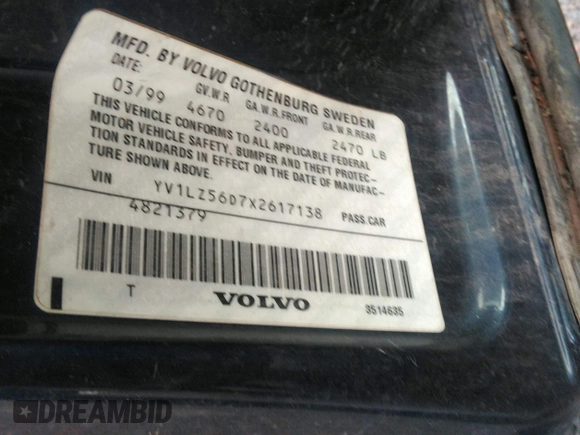 MFD. BY VOLVO GOTHENBURG SWEDEN
DATE: G.V.W.R G.A.W.R.FRONT GA.W.R.REAR
03/99 4670 2400 2470 LB
THIS VEHICLE CONFORMS TO ALL APPLICABLE FEDERAL
MOTOR VEHICLE SAFETY, BUMPER AND THEFT PROTEC-
TION STANDARDS IN EFFECT ON THE DATE OF MANUFAC-
TURE SHOWN ABOVE.
VIN YV1LZ56D7X2617138 PASS.CAR
4821379
T VOLVO 3514635
DREAMBID